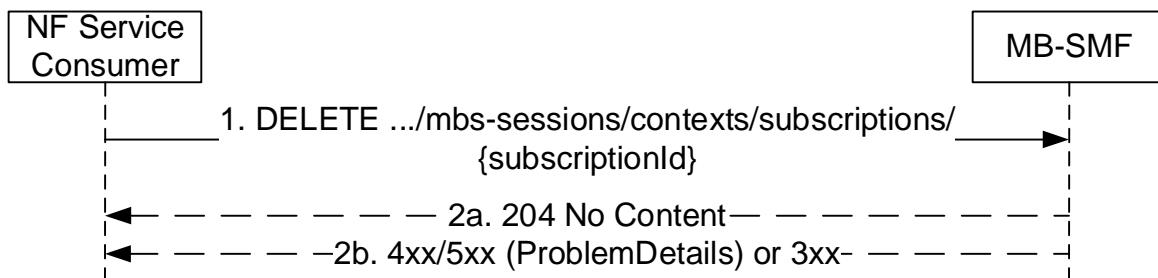 NF Service
Consumer
MB-SMF
1. DELETE .../mbs-sessions/contexts/subscriptions/
{subscriptionId}
2a. 204 No Content
2b. 4xx/5xx (ProblemDetails) or 3xx